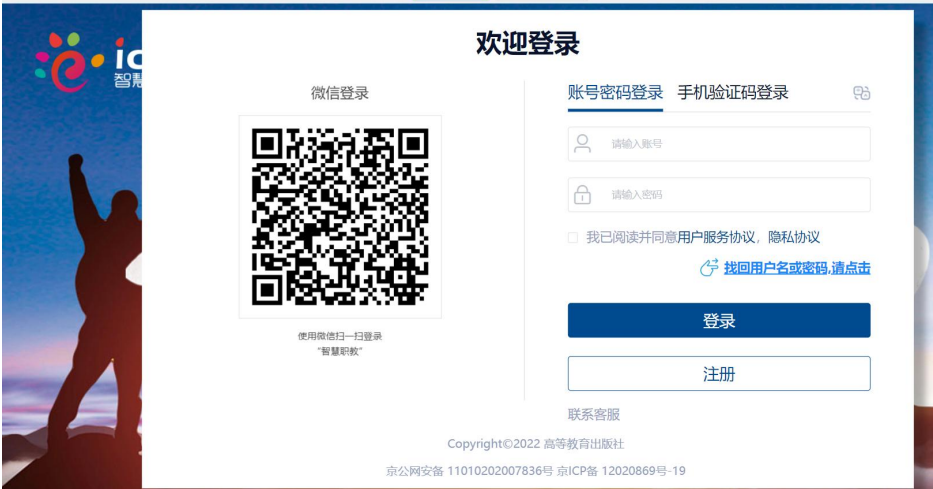 欢迎登录
微信登录
使用微信扫一扫登录
“智慧职教”
账号密码登录 手机验证码登录
请输入账号
请输入密码
我已阅读并同意用户服务协议，隐私协议
找回用户名或密码,请点击
登录
注册
联系客服
Copyright©2022 高等教育出版社
京公网安备 11010202007836号 京ICP备 12020869号-19